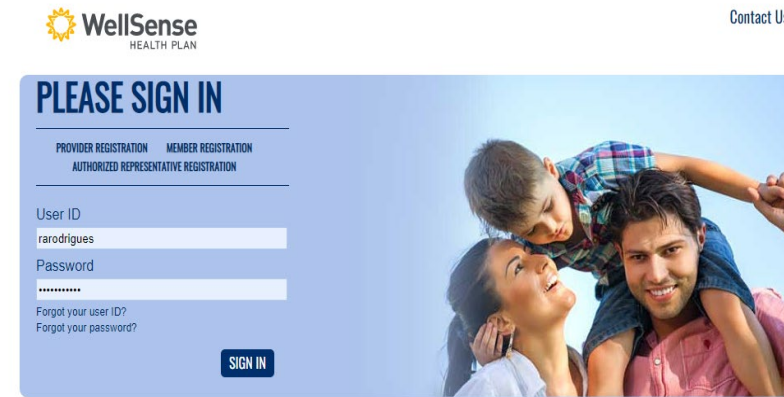 WellSense
HEALTH PLAN
Contact Us
PLEASE SIGN IN
PROVIDER REGISTRATION MEMBER REGISTRATION
AUTHORIZED REPRESENTATIVE REGISTRATION
User ID
rarodrigues
Password
•••••••••••
Forgot your user ID?
Forgot your password?
SIGN IN